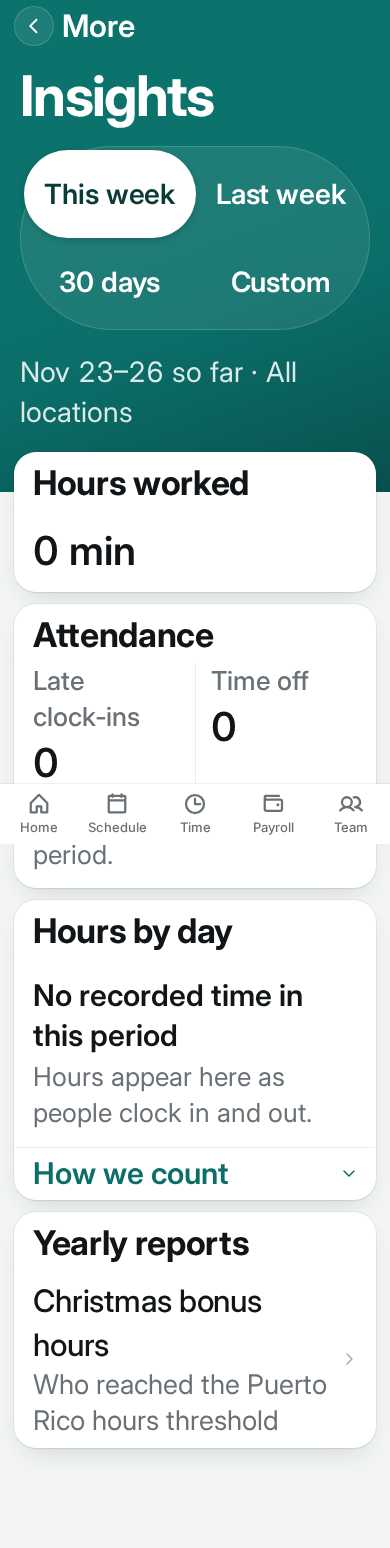 More
Insights
This week
Last week
30 days
Custom
Nov 23–26 so far · All
locations
Hours worked
0 min
Attendance
Late
clock-ins
0
Time off
0
Home
Schedule
Time
Payroll
Team
period.
Hours by day
No recorded time in
this period
Hours appear here as
people clock in and out.
How we count
Yearly reports
Christmas bonus
hours
Who reached the Puerto
Rico hours threshold